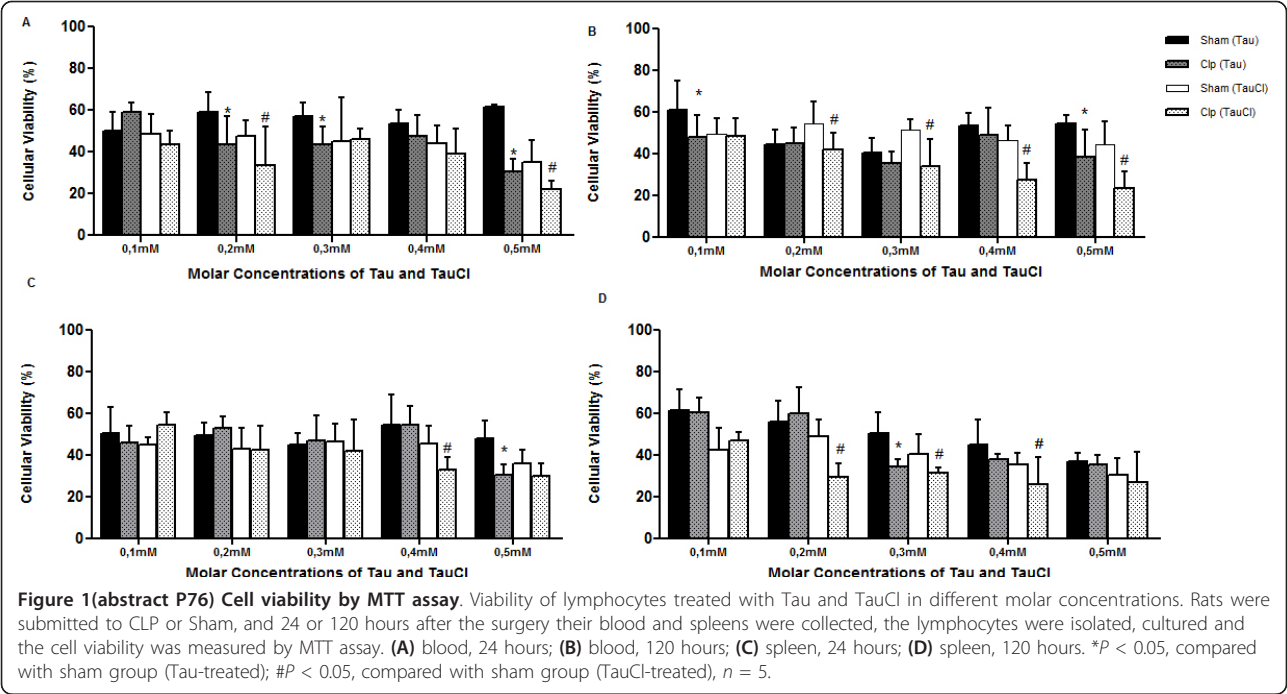 A
100
80
60
40
20
0
Cellular Viability (%)
* # * * #
0,1mM 0,2mM 0,3mM 0,4mM 0,5mM
Molar Concentrations of Tau and TauCl
B
100
80
60
40
20
0
Cellular Viability (%)
* # # # * #
0,1mM 0,2mM 0,3mM 0,4mM 0,5mM
Molar Concentrations of Tau and TauCl
Sham (Tau)
Clp (Tau)
Sham (TauCl)
Clp (TauCl)
C
100
80
60
40
20
0
Cellular Viability (%)
# *
0,1mM 0,2mM 0,3mM 0,4mM 0,5mM
Molar Concentrations of Tau and TauCl
D
100
80
60
40
20
0
Cellular Viability (%)
# * # #
0,1mM 0,2mM 0,3mM 0,4mM 0,5mM
Molar Concentrations of Tau and TauCl
Figure 1(abstract P76) Cell viability by MTT assay. Viability of lymphocytes treated with Tau and TauCl in different molar concentrations. Rats were
submitted to CLP or Sham, and 24 or 120 hours after the surgery their blood and spleens were collected, the lymphocytes were isolated, cultured and
the cell viability was measured by MTT assay. (A) blood, 24 hours; (B) blood, 120 hours; (C) spleen, 24 hours; (D) spleen, 120 hours. *P < 0.05, compared
with sham group (Tau-treated); #P < 0.05, compared with sham group (TauCl-treated), n = 5.